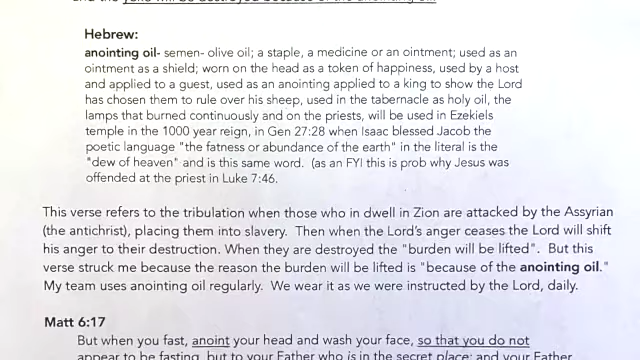 and the yoke will be destroyed because of the anointing oil.
Hebrew:
anointing oil- semen- olive oil; a staple, a medicine or an ointment; used as an
ointment as a shield; worn on the head as a token of happiness, used by a host
and applied to a guest, used as an anointing applied to a king to show the Lord
has chosen them to rule over his sheep, used in the tabernacle as holy oil, the
lamps that burned continuously and on the priests, will be used in Ezekiels
temple in the 1000 year reign, in Gen 27:28 when Isaac blessed Jacob the
poetic language "the fatness or abundance of the earth" in the literal is the
"dew of heaven" and is this same word. (as an FYI this is prob why Jesus was
offended at the priest in Luke 7:46.
This verse refers to the tribulation when those who in dwell in Zion are attacked by the Assyrian
(the antichrist), placing them into slavery. Then when the Lord's anger ceases the Lord will shift
his anger to their destruction. When they are destroyed the "burden will be lifted". But this
verse struck me because the reason the burden will be lifted is "because of the anointing oil."
My team uses anointing oil regularly. We wear it as we were instructed by the Lord, daily.
Matt 6:17
But when you fast, anoint your head and wash your face, so that you do not
appear to be fasting, but to your Father who is in the secret place; and your Father